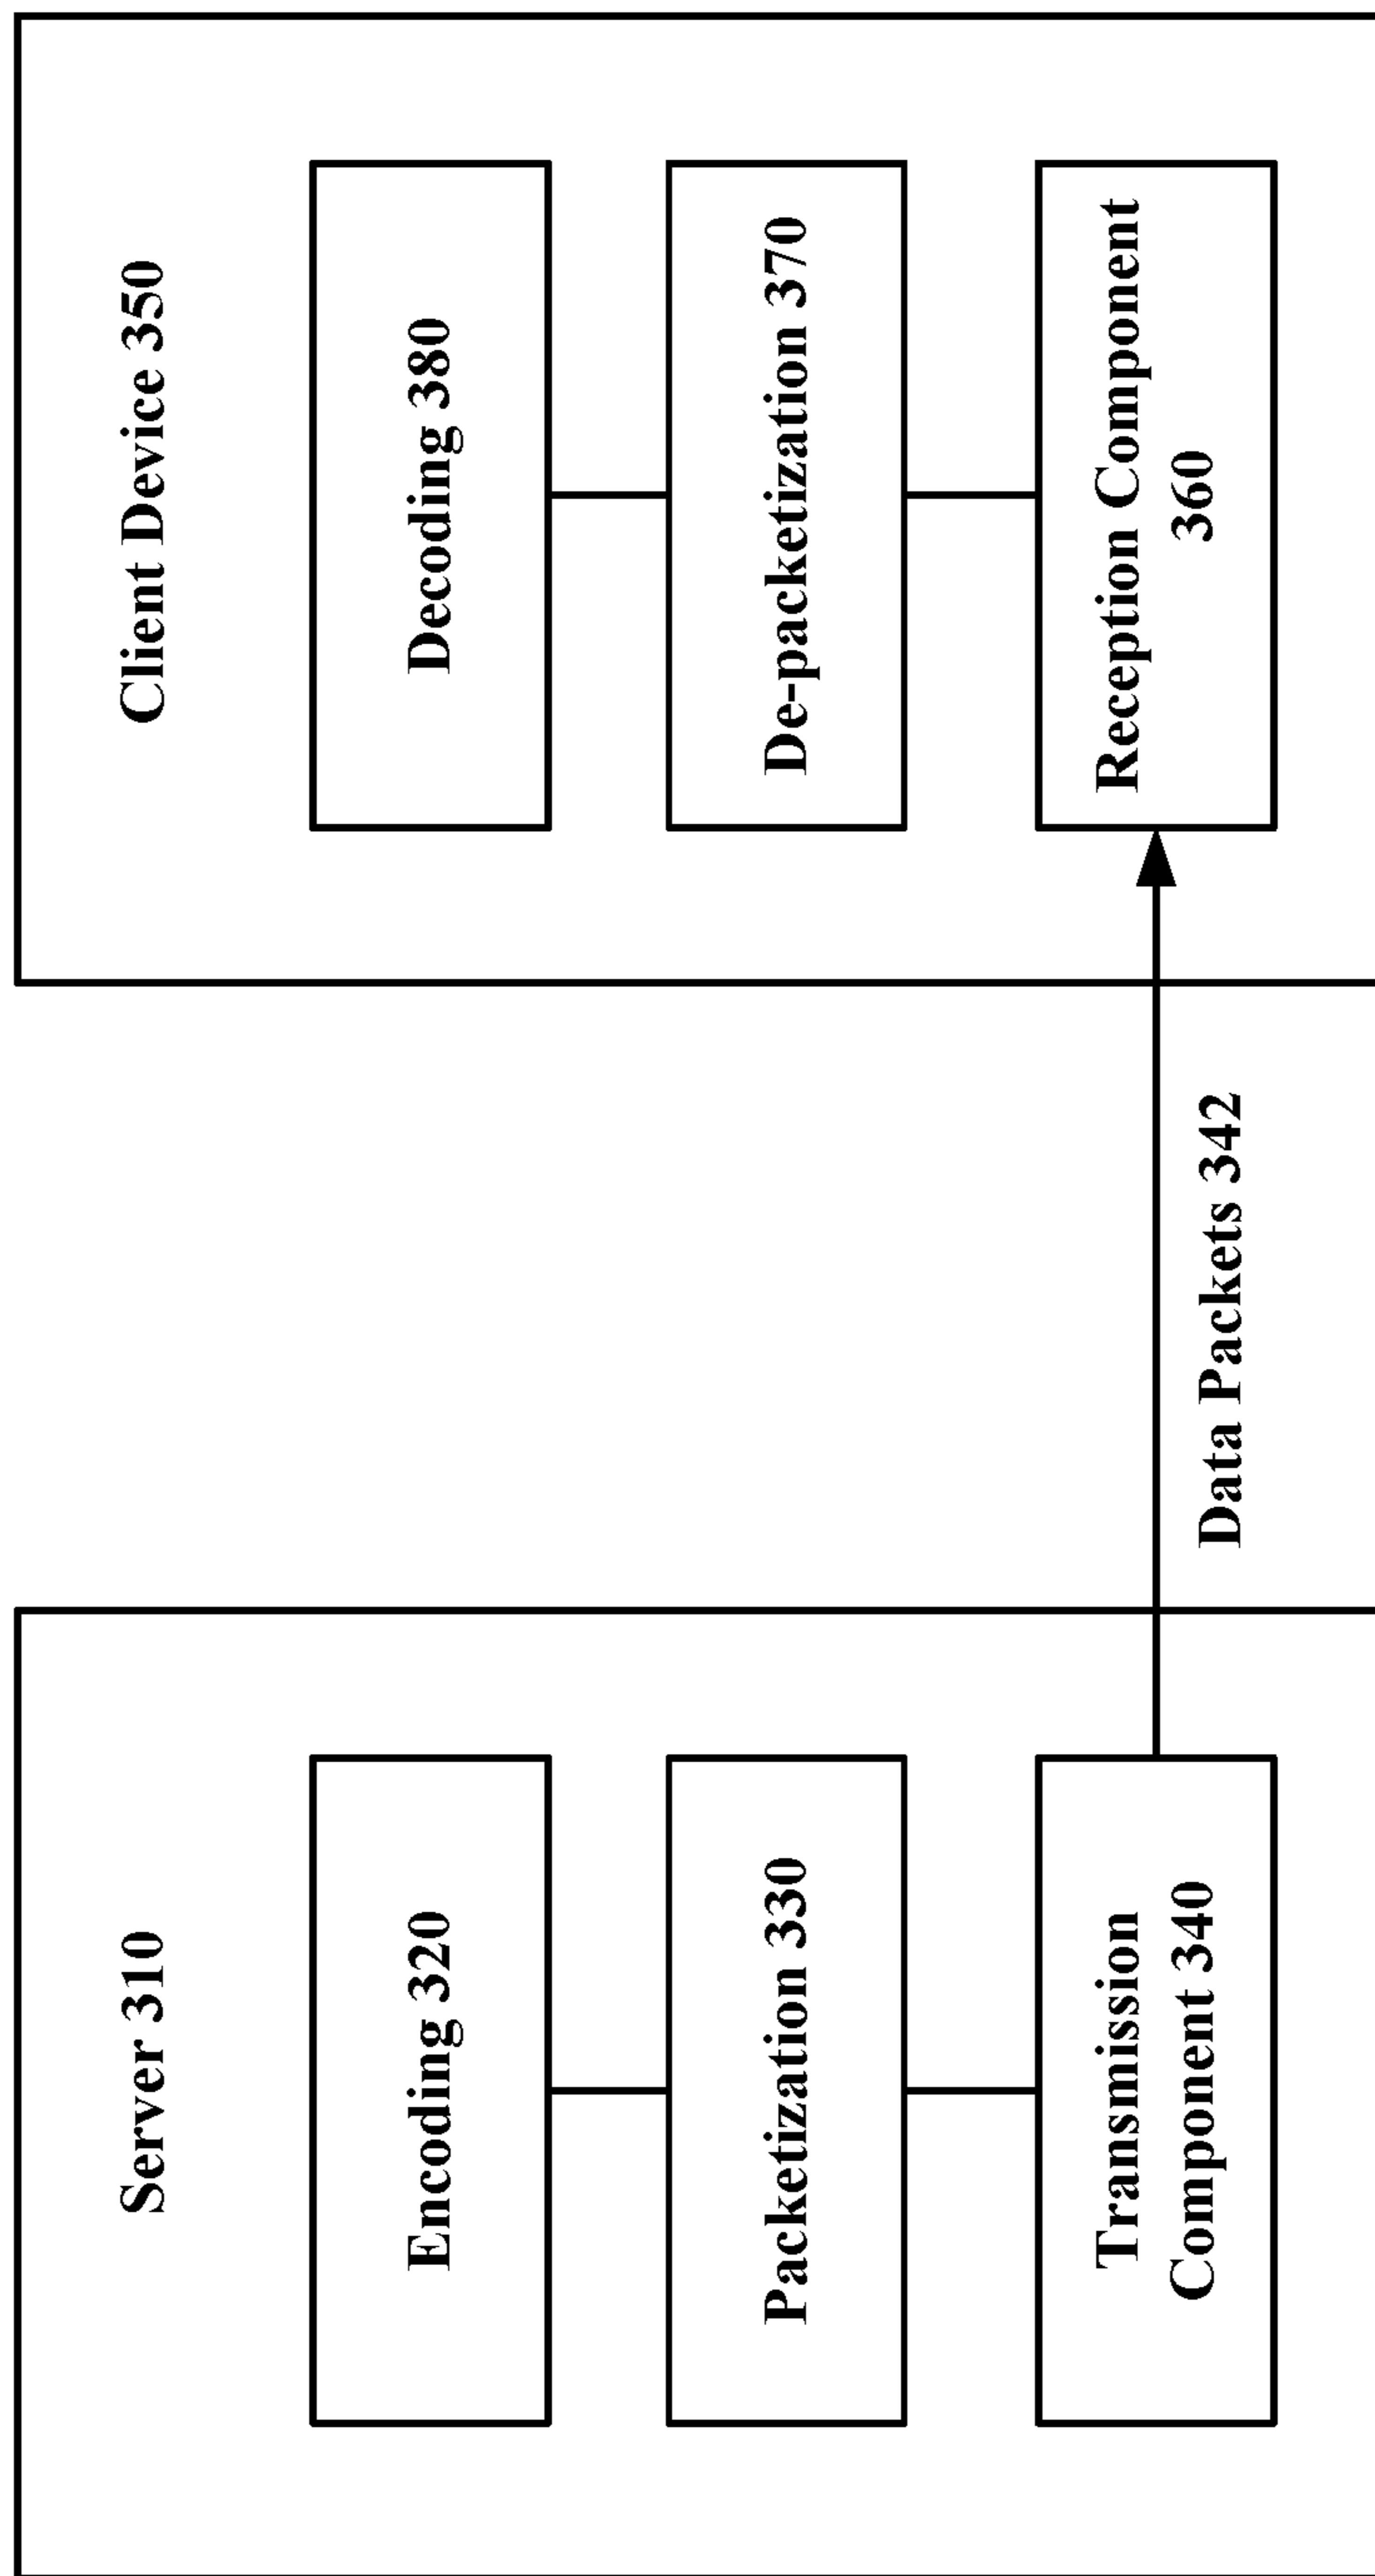 Server 310
Encoding 320
Packetization 330
Transmission
Component 340
Data Packets 342
Client Device 350
Decoding 380
De-packetization 370
Reception Component
360